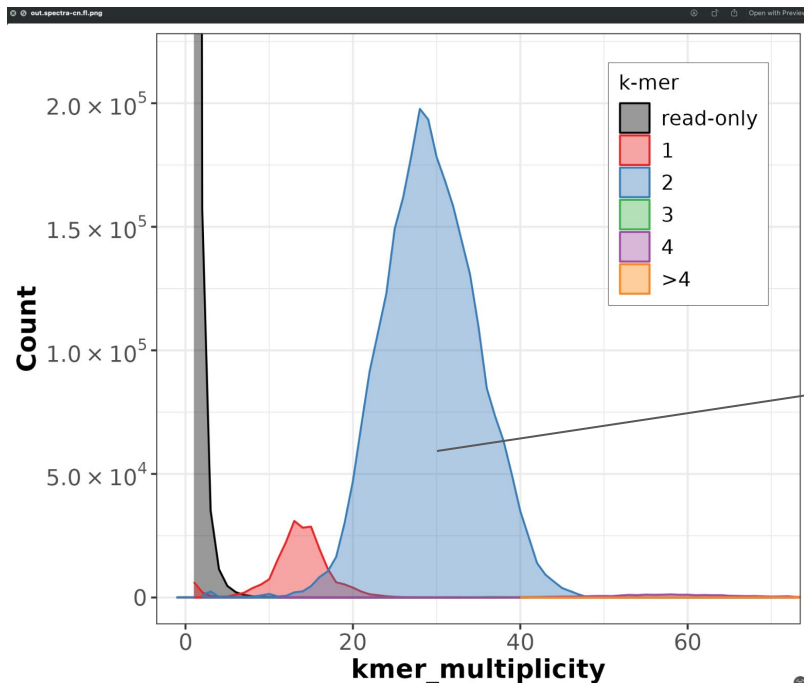 out.spectra-cn.fl.png
Open with Preview
k-mer
read-only
1
2
3
4
>4
2.0 × 10⁵
1.5 × 10⁵
1.0 × 10⁵
5.0 × 10⁴
0
Count
0 20 40 60
kmer_multiplicity